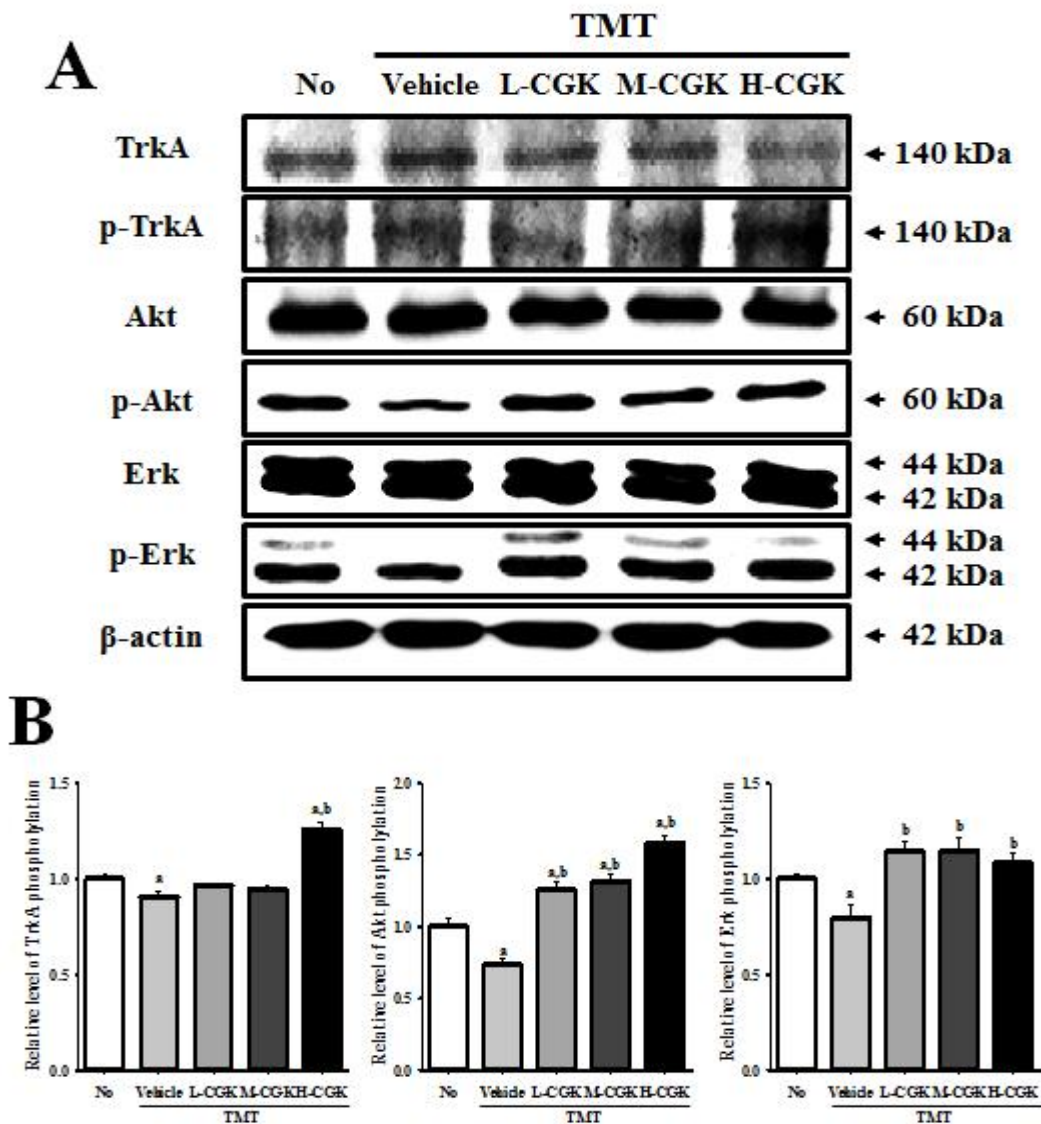 TMT
A
No Vehicle L-CGK M-CGK H-CGK
TrkA 140 kDa
p-TrkA 140 kDa
Akt 60 kDa
p-Akt 60 kDa
Erk 44 kDa
42 kDa
p-Erk 44 kDa
42 kDa
β-actin 42 kDa
B
Relative level of TrkA phospholylation
1.5
1.0
0.5
0.0
a
a,b
No Vehicle L-CGK M-CGK H-CGK
TMT
Relative level of Akt phospholylation
2.0
1.5
1.0
0.5
0.0
a
a,b
a,b
a,b
No Vehicle L-CGK M-CGK H-CGK
TMT
Relative level of Erk phospholylation
1.5
1.0
0.5
0.0
a
b
b
b
No Vehicle L-CGK M-CGK H-CGK
TMT